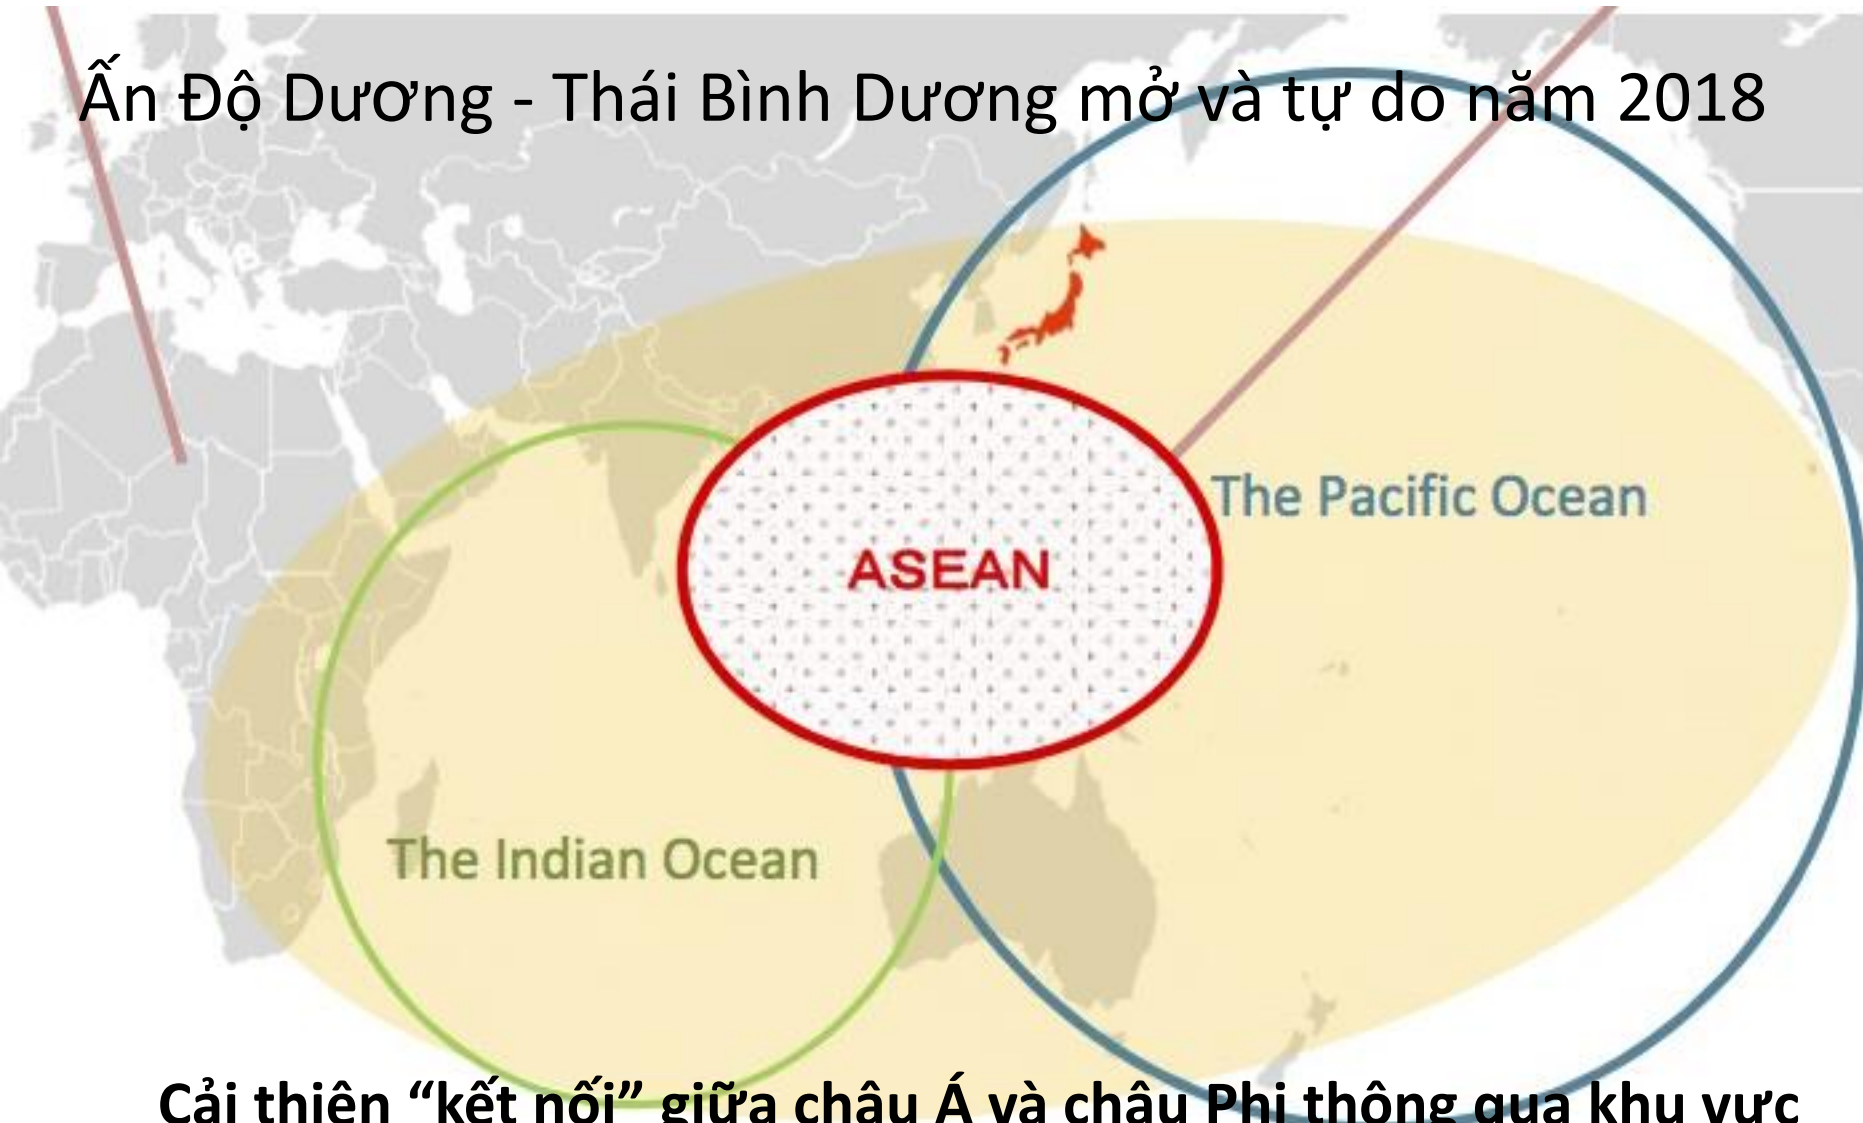 Ấn Độ Dương - Thái Bình Dương mở và tự do năm 2018
The Pacific Ocean
ASEAN
The Indian Ocean
Cải thiện “kết nối” giữa châu Á và châu Phi thông qua khu vực